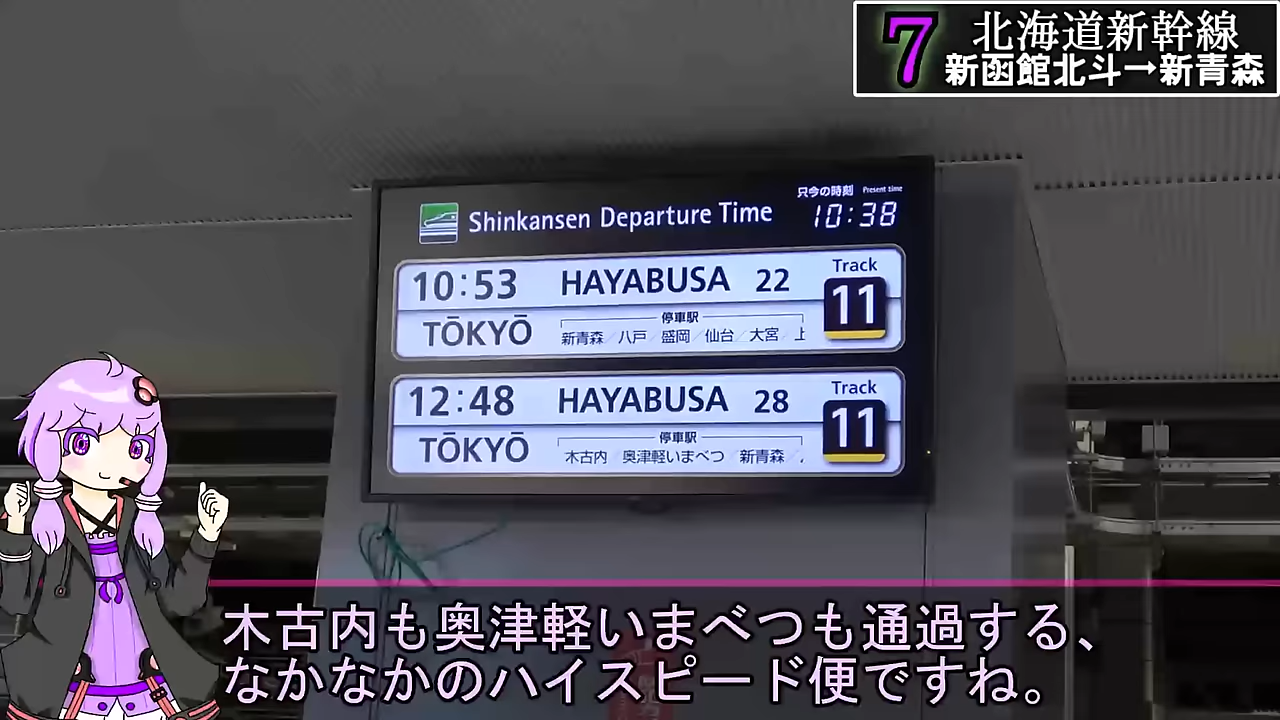 7 北海道新幹線
新函館北斗→新青森
只今の時刻 Present time
Shinkansen Departure Time 10:38
10:53 HAYABUSA 22 Track 11
停車駅
TŌKYŌ 新青森/八戸/盛岡/仙台/大宮/上
12:48 HAYABUSA 28 Track 11
停車駅
TŌKYŌ 木古内/奥津軽いまべつ/新青森/
木古内も奥津軽いまべつも通過する、
なかなかのハイスピード便ですね。